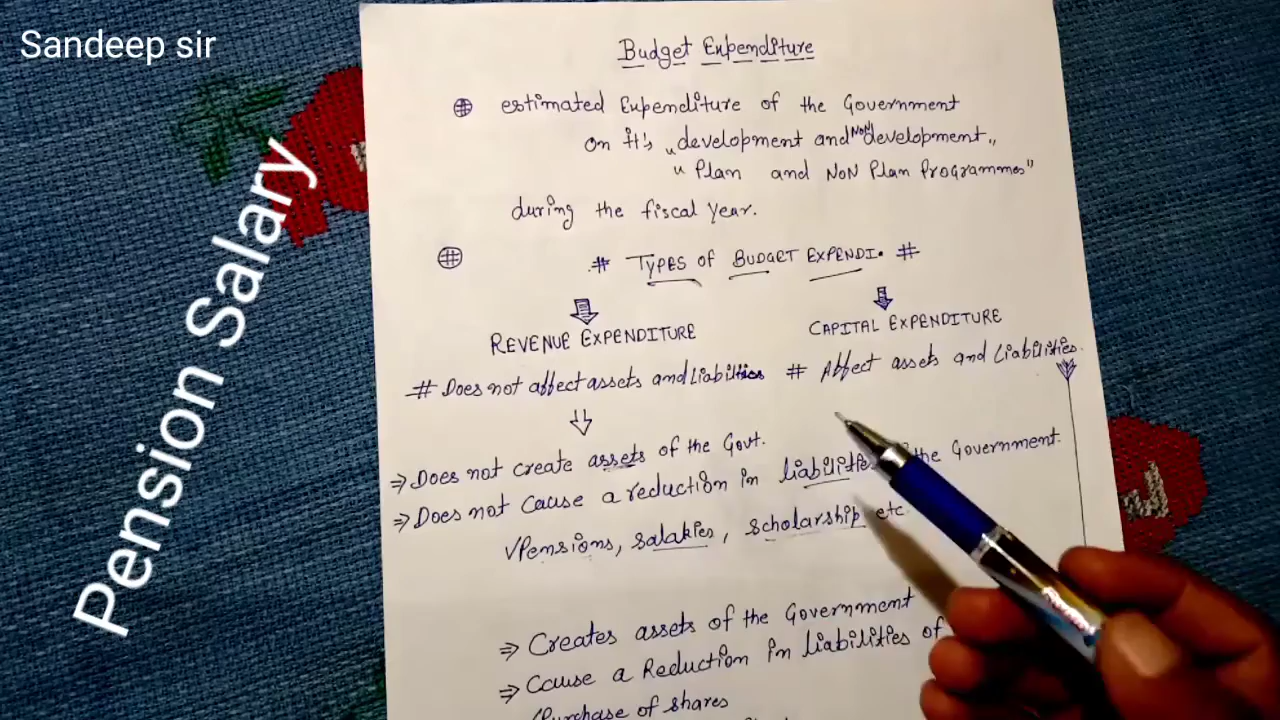 Sandeep sir
Pension Salary
Budget Expenditure
estimated Expenditure of the Government
on it's „development and Non development„
" Plan and NoN Plan Programmes"
during the fiscal year.
# TYPES of BUDGET EXPENDI. #
REVENUE EXPENDITURE
CAPITAL EXPENDITURE
# Does not affect assets and Liabilities
# Affect assets and Liabilities.
⇒ Does not create assets of the Govt.
⇒ Does not cause a reduction in liabilities the Government.
√Pensions, salaries, scholarship etc
⇒ Creates assets of the Government
⇒ Cause a Reduction in liabilities of
Purchase of shares